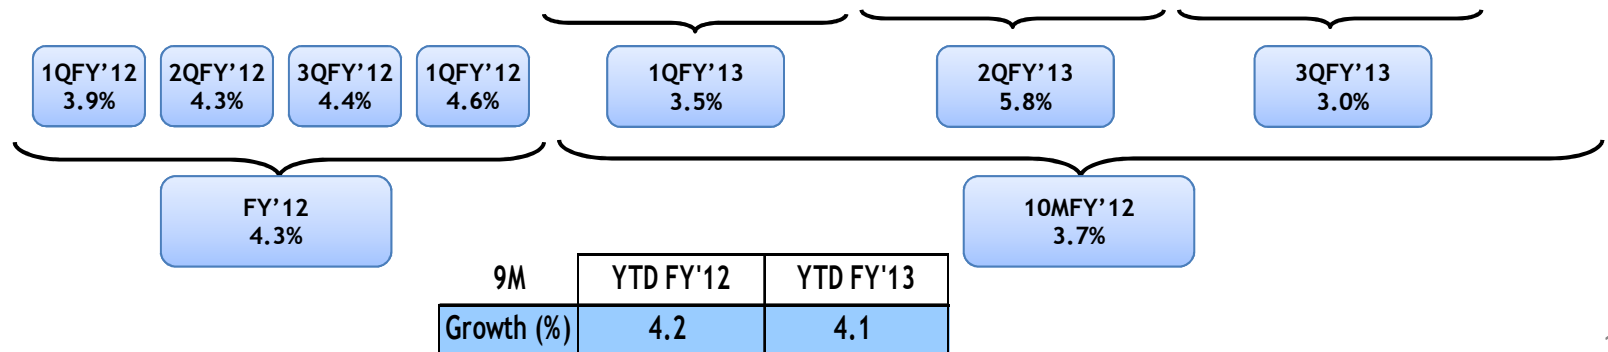 1QFY’12
3.9%
2QFY’12
4.3%
3QFY’12
4.4%
1QFY’12
4.6%
1QFY’13
3.5%
2QFY’13
5.8%
3QFY’13
3.0%
FY’12
4.3%
10MFY’12
3.7%
9M YTD FY'12 YTD FY'13
Growth (%) 4.2 4.1